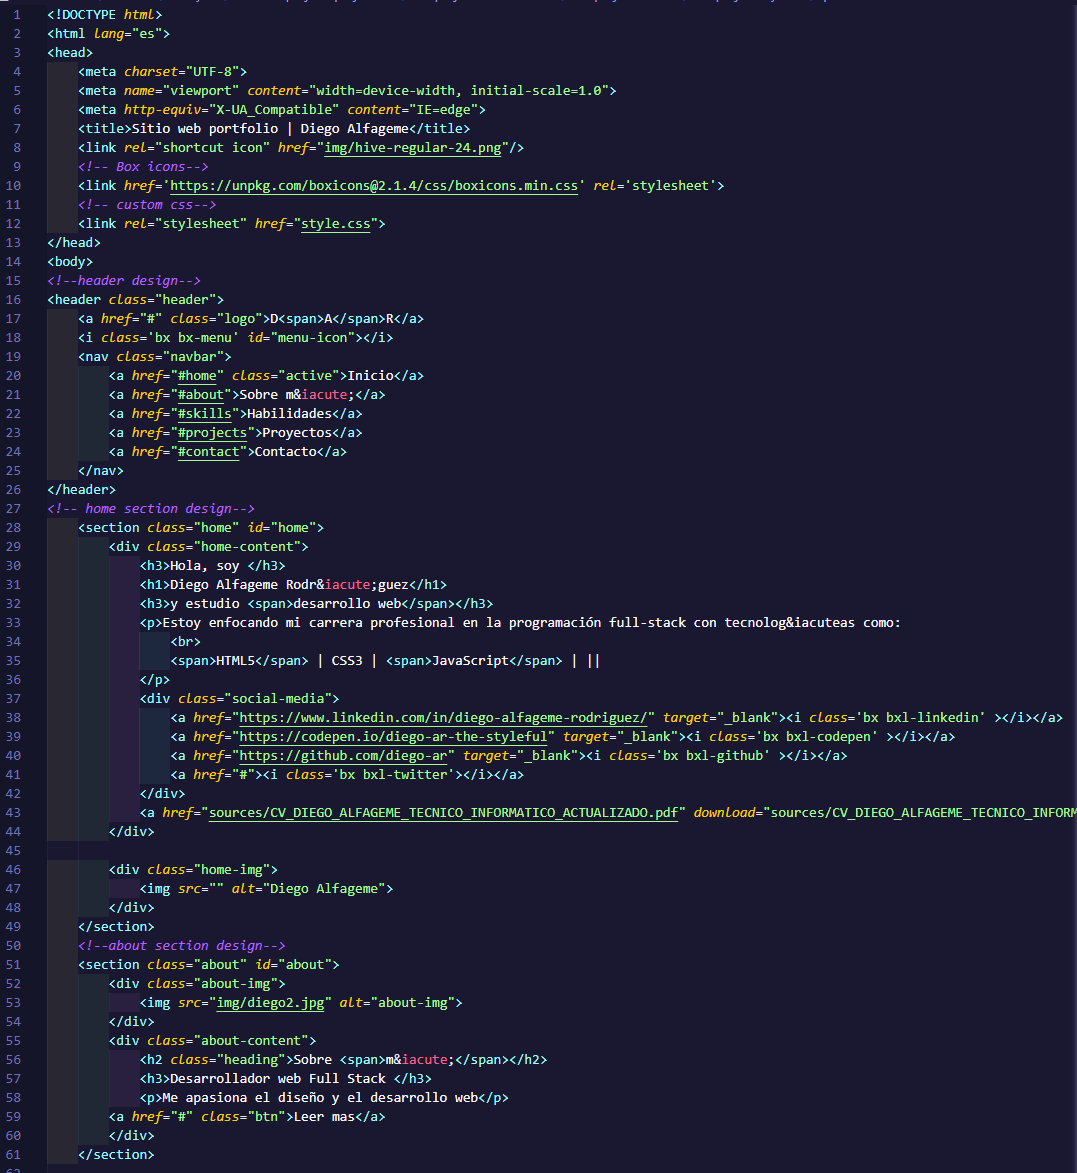 1 <!DOCTYPE html>
2 <html lang="es">
3 <head>
4 <meta charset="UTF-8">
5 <meta name="viewport" content="width=device-width, initial-scale=1.0">
6 <meta http-equiv="X-UA_Compatible" content="IE=edge">
7 <title>Sitio web portfolio | Diego Alfageme</title>
8 <link rel="shortcut icon" href="img/hive-regular-24.png"/>
9 <!-- Box icons-->
10 <link href='https://unpkg.com/boxicons@2.1.4/css/boxicons.min.css' rel='stylesheet'>
11 <!-- custom css-->
12 <link rel="stylesheet" href="style.css">
13 </head>
14 <body>
15 <!--header design-->
16 <header class="header">
17 <a href="#" class="logo">D<span>A</span>R</a>
18 <i class='bx bx-menu' id="menu-icon"></i>
19 <nav class="navbar">
20 <a href="#home" class="active">Inicio</a>
21 <a href="#about">Sobre m&iacute;</a>
22 <a href="#skills">Habilidades</a>
23 <a href="#projects">Proyectos</a>
24 <a href="#contact">Contacto</a>
25 </nav>
26 </header>
27 <!-- home section design-->
28 <section class="home" id="home">
29 <div class="home-content">
30 <h3>Hola, soy </h3>
31 <h1>Diego Alfageme Rodr&iacute;guez</h1>
32 <h3>y estudio <span>desarrollo web</span></h3>
33 <p>Estoy enfocando mi carrera profesional en la programación full-stack con tecnolog&iacuteas como:
34 <br>
35 <span>HTML5</span> | CSS3 | <span>JavaScript</span> | ||
36 </p>
37 <div class="social-media">
38 <a href="https://www.linkedin.com/in/diego-alfageme-rodriguez/" target="_blank"><i class='bx bxl-linkedin' ></i></a>
39 <a href="https://codepen.io/diego-ar-the-styleful" target="_blank"><i class='bx bxl-codepen' ></i></a>
40 <a href="https://github.com/diego-ar" target="_blank"><i class='bx bxl-github' ></i></a>
41 <a href="#"><i class='bx bxl-twitter'></i></a>
42 </div>
43 <a href="sources/CV_DIEGO_ALFAGEME_TECNICO_INFORMATICO_ACTUALIZADO.pdf" download="sources/CV_DIEGO_ALFAGEME_TECNICO_INFORM
44 </div>
45
46 <div class="home-img">
47 <img src="" alt="Diego Alfageme">
48 </div>
49 </section>
50 <!--about section design-->
51 <section class="about" id="about">
52 <div class="about-img">
53 <img src="img/diego2.jpg" alt="about-img">
54 </div>
55 <div class="about-content">
56 <h2 class="heading">Sobre <span>m&iacute;</span></h2>
57 <h3>Desarrollador web Full Stack </h3>
58 <p>Me apasiona el diseño y el desarrollo web</p>
59 <a href="#" class="btn">Leer mas</a>
60 </div>
61 </section>